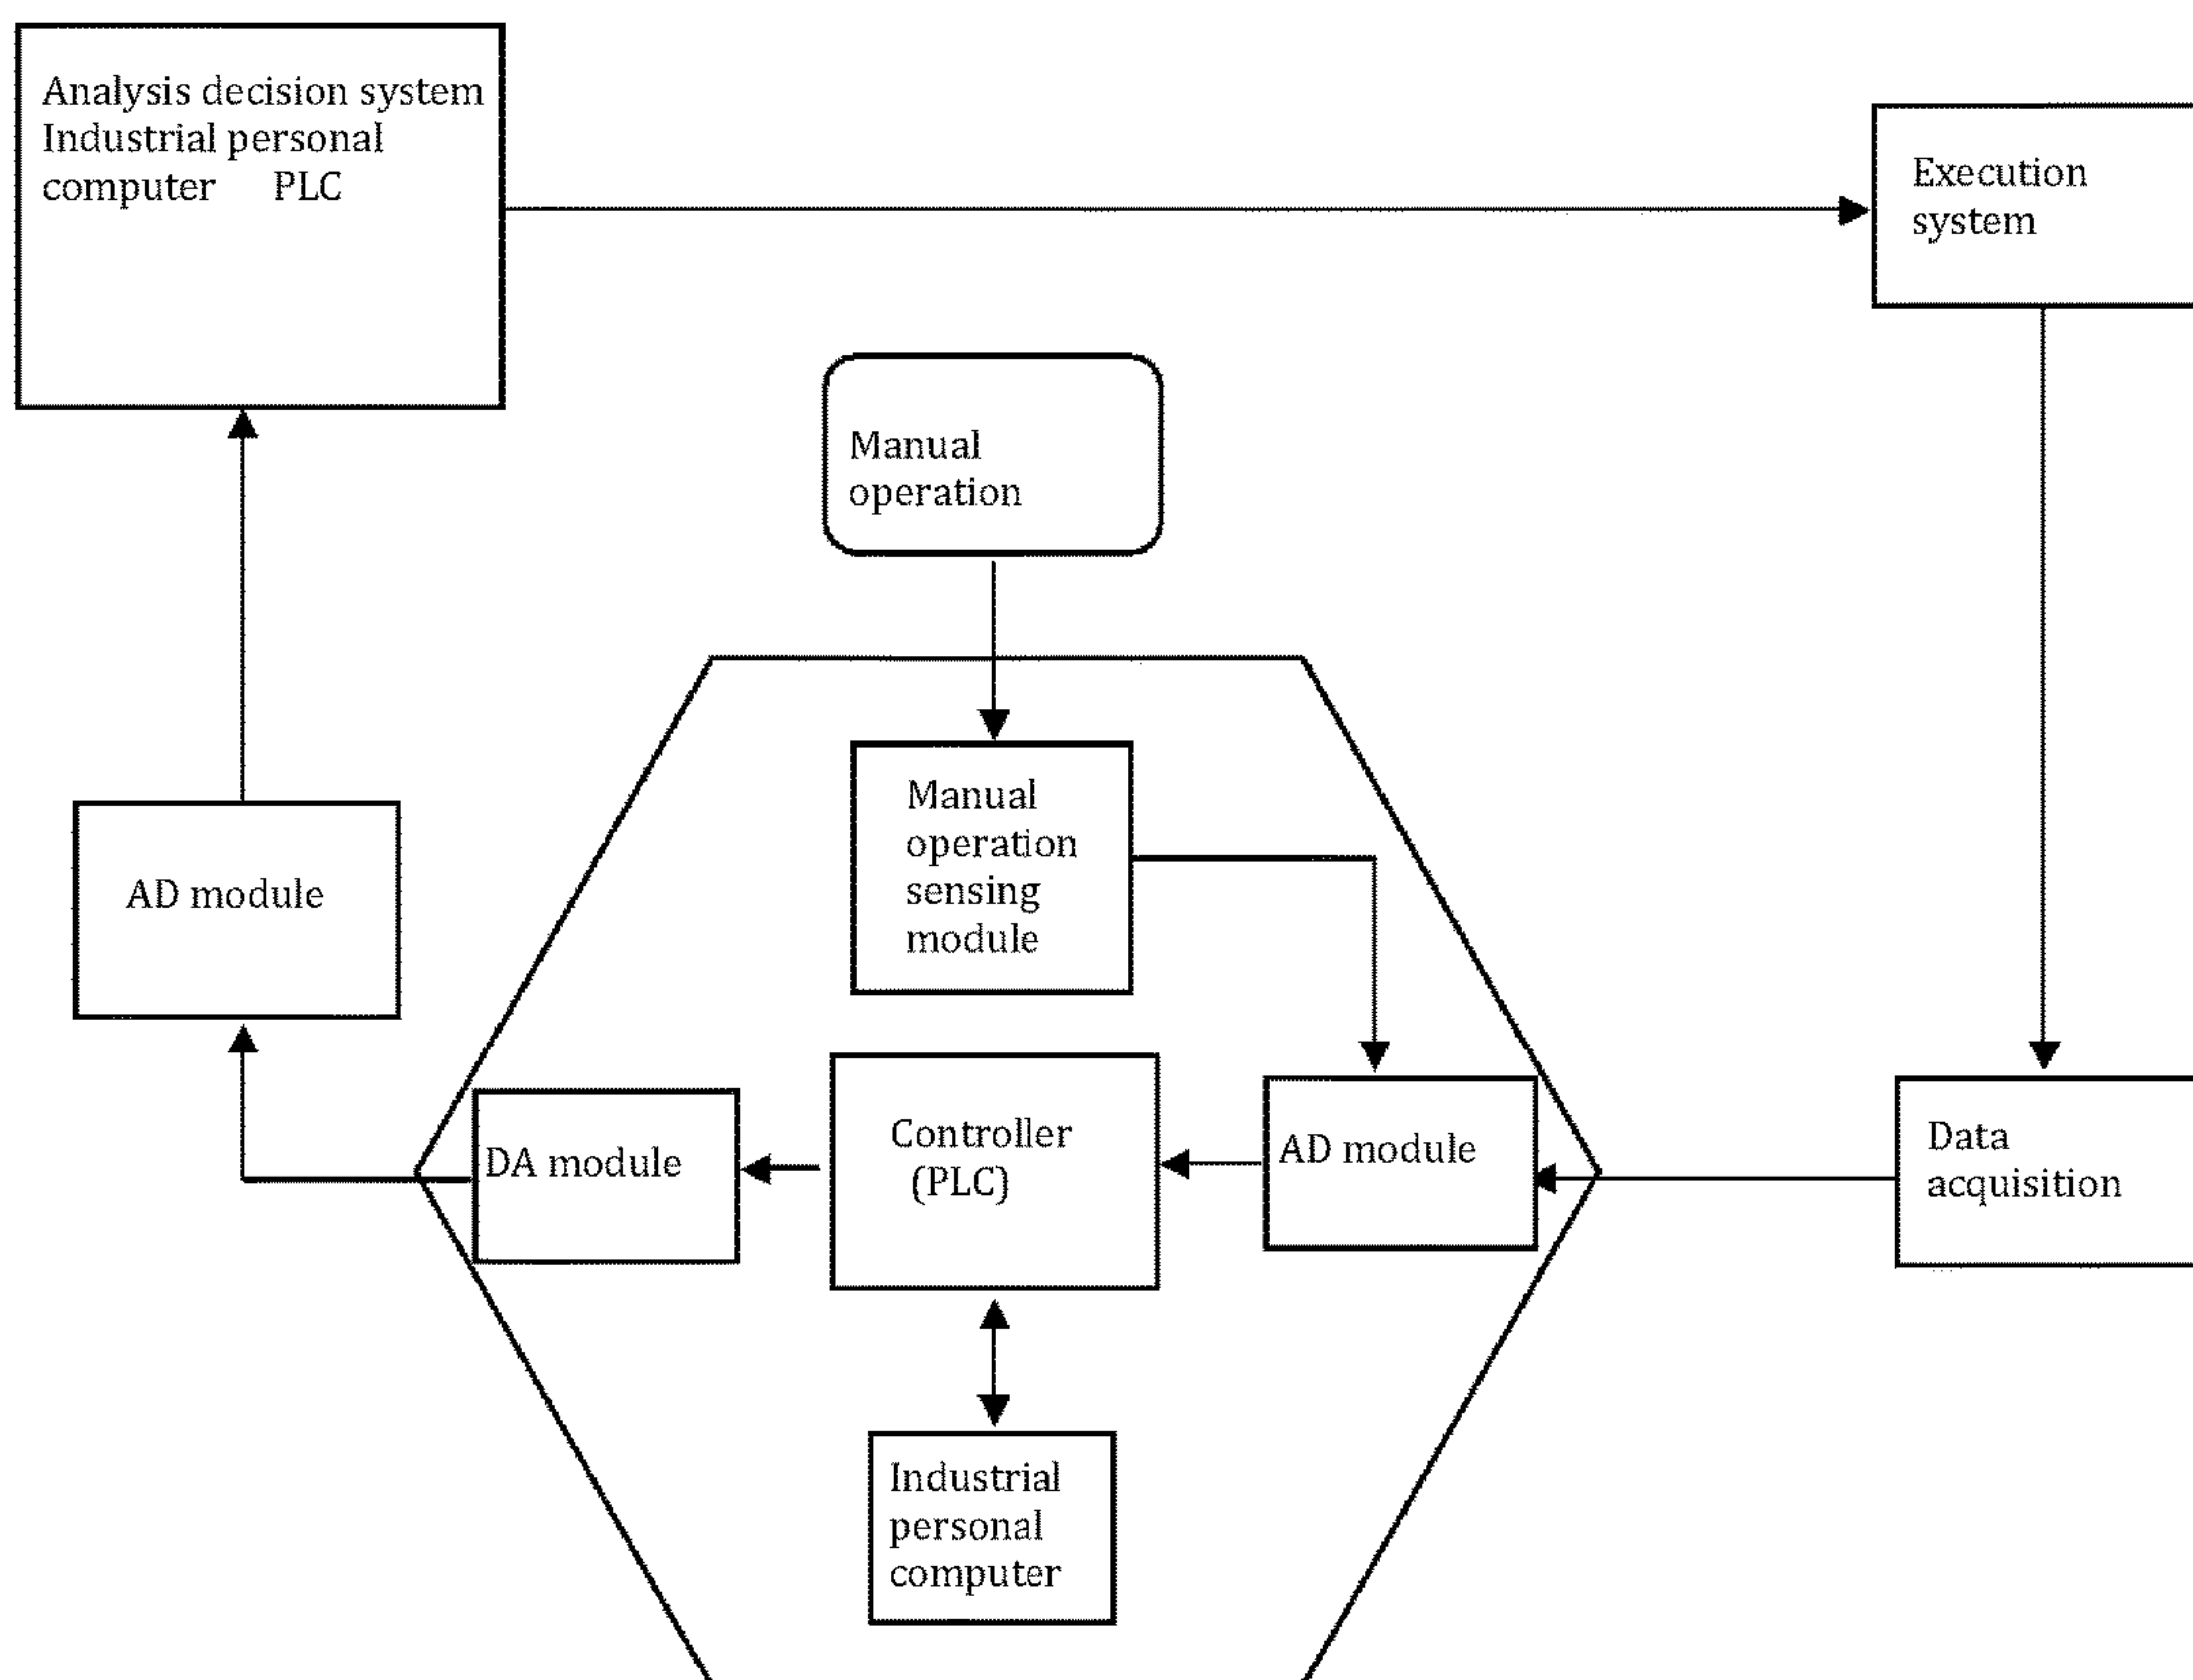 Analysis decision system
Industrial personal
computer PLC
Execution
system
Manual
operation
Manual
operation
sensing
module
AD module
DA module
Controller
(PLC)
AD module
Data
acquisition
Industrial
personal
computer